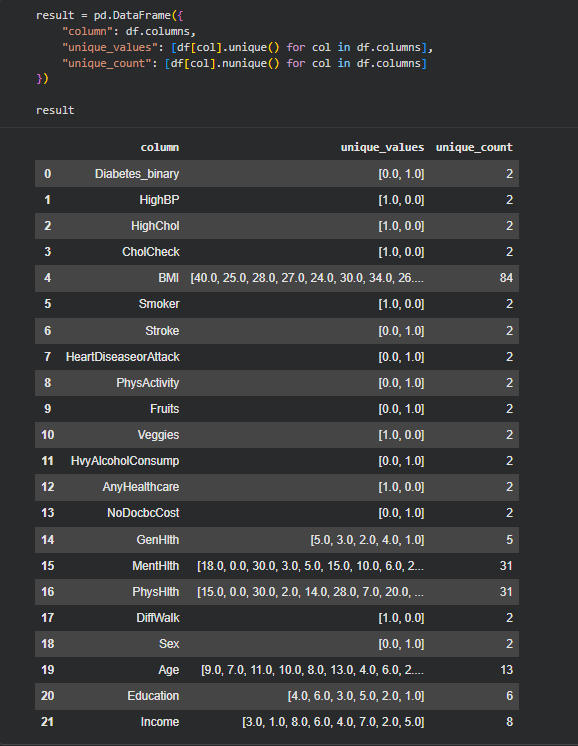 result = pd.DataFrame({
    "column": df.columns,
    "unique_values": [df[col].unique() for col in df.columns],
    "unique_count": [df[col].nunique() for col in df.columns]
})
result
column unique_values unique_count
0 Diabetes_binary [0.0, 1.0] 2
1 HighBP [1.0, 0.0] 2
2 HighChol [1.0, 0.0] 2
3 CholCheck [1.0, 0.0] 2
4 BMI [40.0, 25.0, 28.0, 27.0, 24.0, 30.0, 34.0, 26.... 84
5 Smoker [1.0, 0.0] 2
6 Stroke [0.0, 1.0] 2
7 HeartDiseaseorAttack [0.0, 1.0] 2
8 PhysActivity [0.0, 1.0] 2
9 Fruits [0.0, 1.0] 2
10 Veggies [1.0, 0.0] 2
11 HvyAlcoholConsump [0.0, 1.0] 2
12 AnyHealthcare [1.0, 0.0] 2
13 NoDocbcCost [0.0, 1.0] 2
14 GenHlth [5.0, 3.0, 2.0, 4.0, 1.0] 5
15 MentHlth [18.0, 0.0, 30.0, 3.0, 5.0, 15.0, 10.0, 6.0, 2... 31
16 PhysHlth [15.0, 0.0, 30.0, 2.0, 14.0, 28.0, 7.0, 20.0, ... 31
17 DiffWalk [1.0, 0.0] 2
18 Sex [0.0, 1.0] 2
19 Age [9.0, 7.0, 11.0, 10.0, 8.0, 13.0, 4.0, 6.0, 2.... 13
20 Education [4.0, 6.0, 3.0, 5.0, 2.0, 1.0] 6
21 Income [3.0, 1.0, 8.0, 6.0, 4.0, 7.0, 2.0, 5.0] 8